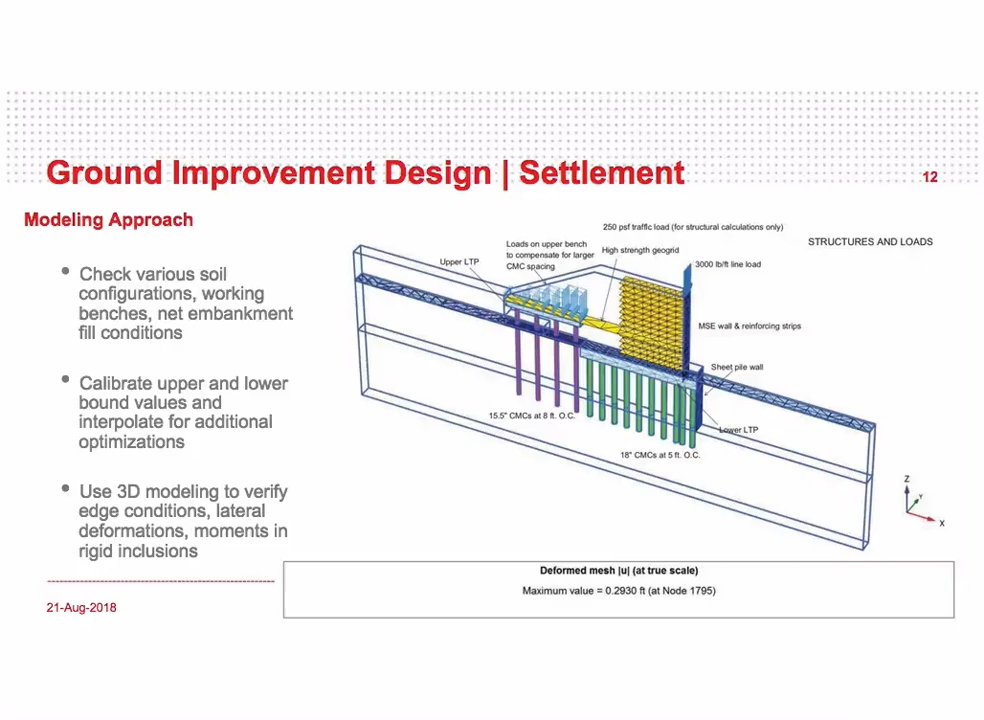 Ground Improvement Design | Settlement
12
Modeling Approach
• Check various soil
configurations, working
benches, net embankment
fill conditions
• Calibrate upper and lower
bound values and
interpolate for additional
optimizations
• Use 3D modeling to verify
edge conditions, lateral
deformations, moments in
rigid inclusions
21-Aug-2018
250 psf traffic load (for structural calculations only)
STRUCTURES AND LOADS
Loads on upper bench
to compensate for larger
CMC spacing
High strength geogrid
Upper LTP
3000 lb/ft line load
MSE wall & reinforcing strips
Sheet pile wall
15.5" CMCs at 8 ft. O.C.
Lower LTP
18" CMCs at 5 ft. O.C.
Z
Y
X
Deformed mesh |u| (at true scale)
Maximum value = 0.2930 ft (at Node 1795)